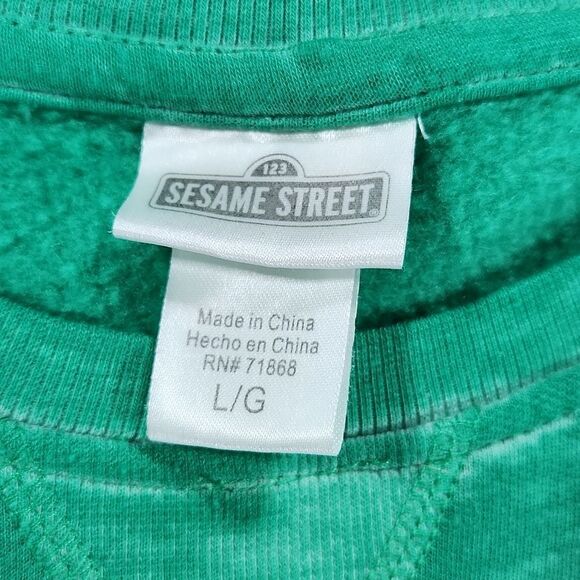 123
SESAME STREET
Made in China
Hecho en China
RN# 71868
L/G